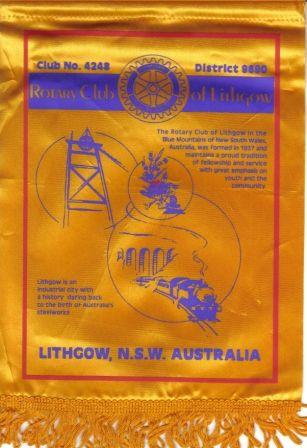 Club No. 4248
District 9690
Rotary Club of Lithgow
The Rotary Club of Lithgow in the
Blue Mountains of New South Wales,
Australia, was formed in 1937 and
maintains a proud tradition
of fellowship and service
with great emphasis on
youth and the
community.
Lithgow is an
industrial city with
a history dating back
to the birth of Australia's
steelworks
LITHGOW, N.S.W. AUSTRALIA